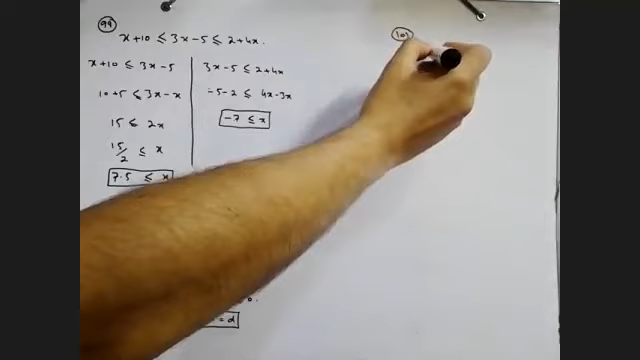 99
x+10 ≤ 3x-5 ≤ 2+4x.
x+10 ≤ 3x-5
10+5 ≤ 3x-x
15 ≤ 2x
15/2 ≤ x
7.5 ≤ x
3x-5 ≤ 2+4x
-5-2 ≤ 4x-3x
-7 ≤ x
= d
101